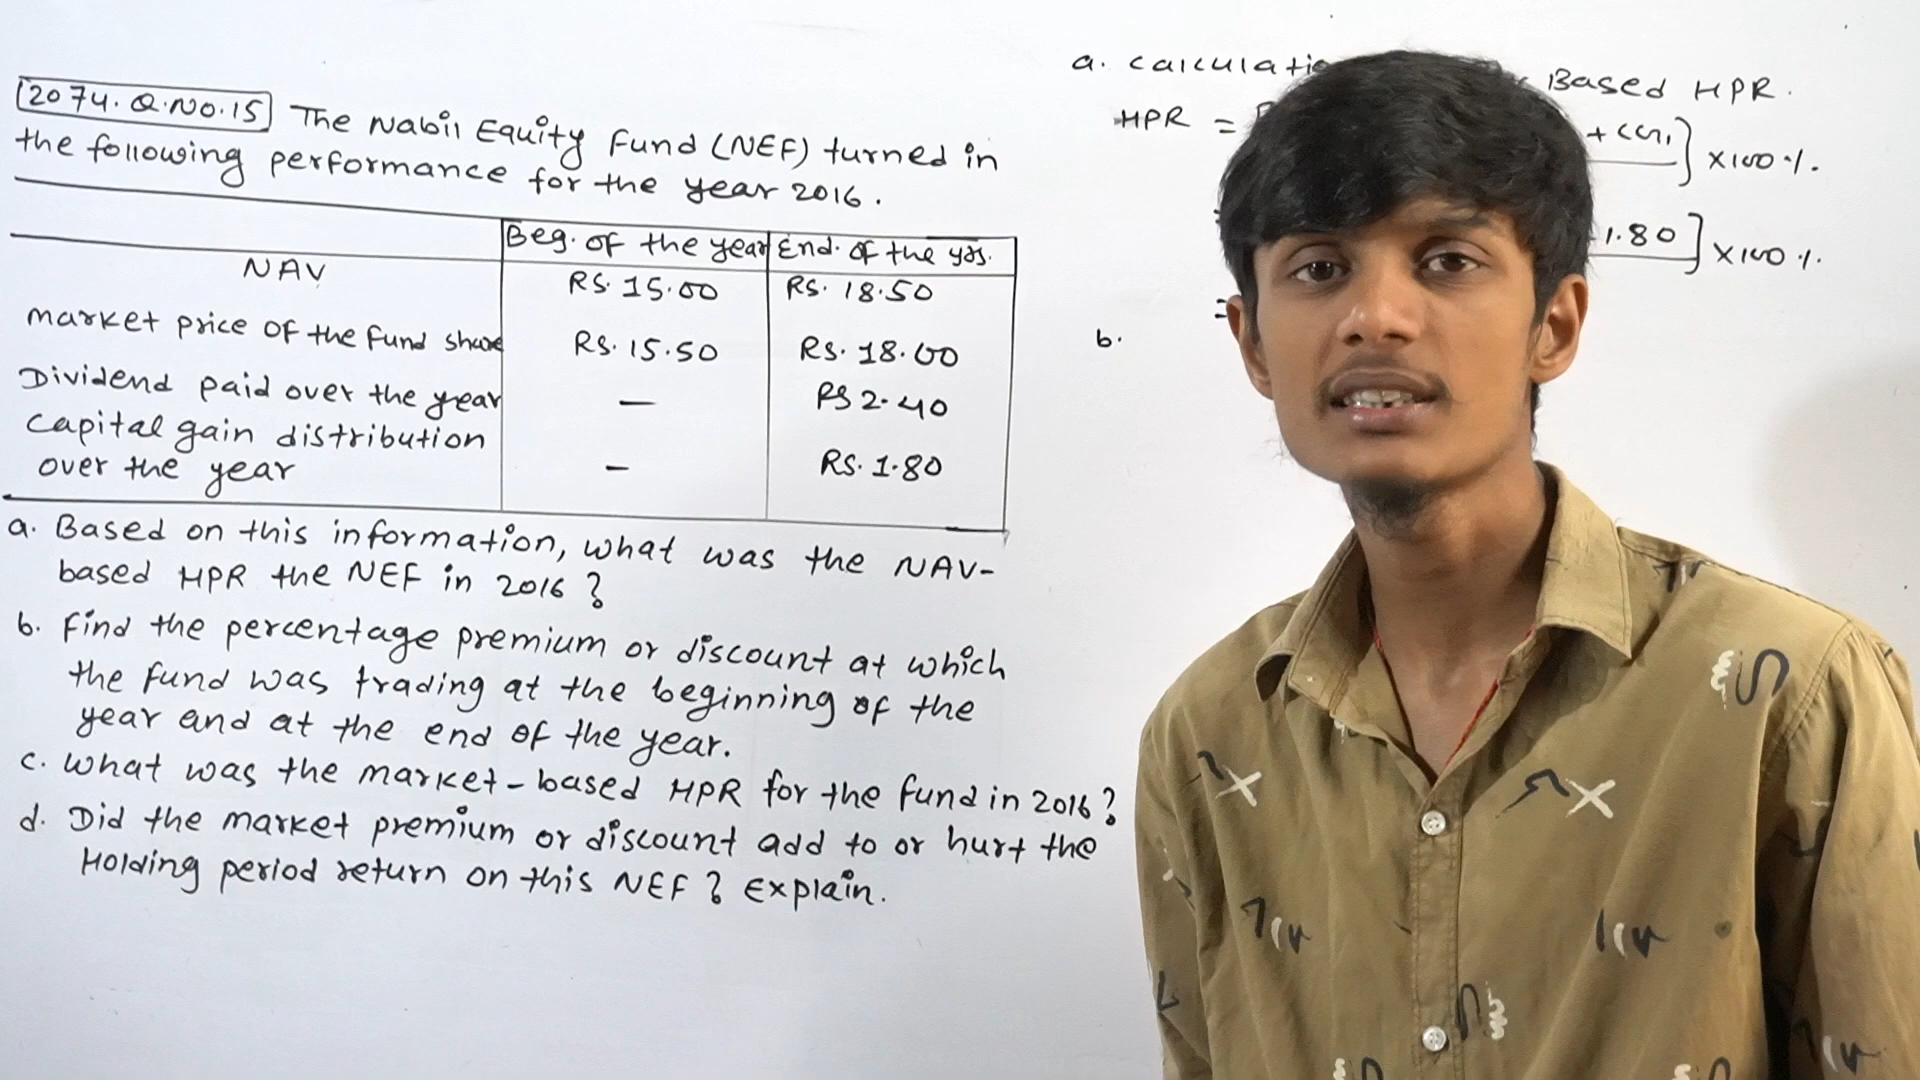 2074.Q.NO.15 The Nabil Equity Fund (NEF) turned in
the following performance for the year 2016.
Beg. of the year End. of the yrs.
NAV Rs. 15.00 Rs. 18.50
market price of the fund share Rs. 15.50 Rs. 18.00
Dividend paid over the year — Rs 2.40
capital gain distribution
over the year — Rs. 1.80
a. Based on this information, what was the NAV-
based HPR the NEF in 2016?
b. Find the percentage premium or discount at which
the fund was trading at the beginning of the
year and at the end of the year.
c. What was the market-based HPR for the fund in 2016?
d. Did the market premium or discount add to or hurt the
Holding period return on this NEF? Explain.
a. calculati Based HPR.
HPR =
+ CG1] ×100%.
1.80] ×100%.
=
b.